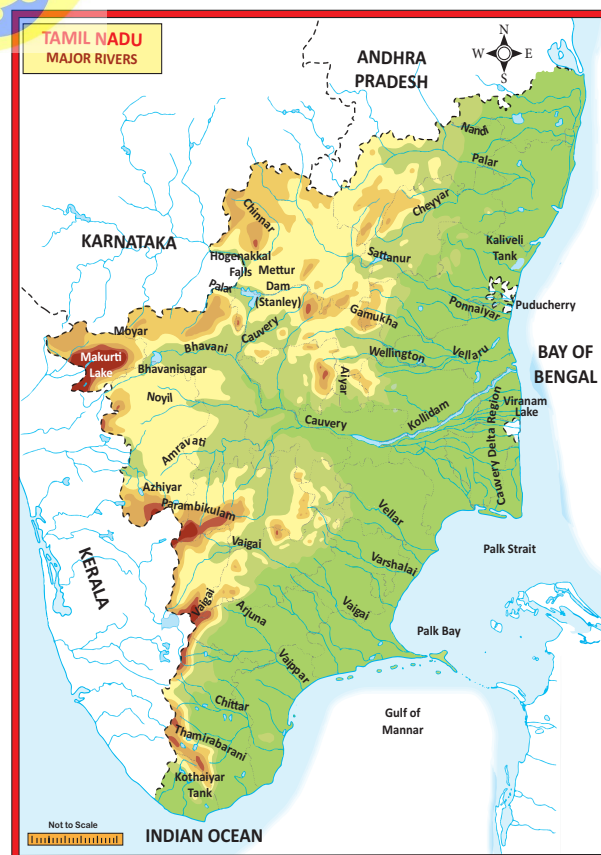 TAMIL NADU
MAJOR RIVERS
N
W
E
S
ANDHRA
PRADESH
Nandi
Palar
Cheyyar
Chinnar
KARNATAKA
Hogenakkal
Falls
Mettur
Dam
(Stanley)
Sattanur
Kaliveli
Tank
Palar
Ponnaiyar
Puducherry
Gamukha
Moyar
Cauvery
Bhavani
Makurti
Lake
Bhavanisagar
Wellington
Vellaru
BAY OF
BENGAL
Aiyar
Noyil
Viranam
Lake
Kollidam
Cauvery
Cauvery Delta Region
Amravati
Azhiyar
Parambikulam
Vellar
Vaigai
Varshalai
Palk Strait
KERALA
Vaigai
Arjuna
Vaigai
Palk Bay
Vaippar
Chittar
Gulf of
Mannar
Thamirabarani
Kothaiyar
Tank
Not to Scale
INDIAN OCEAN